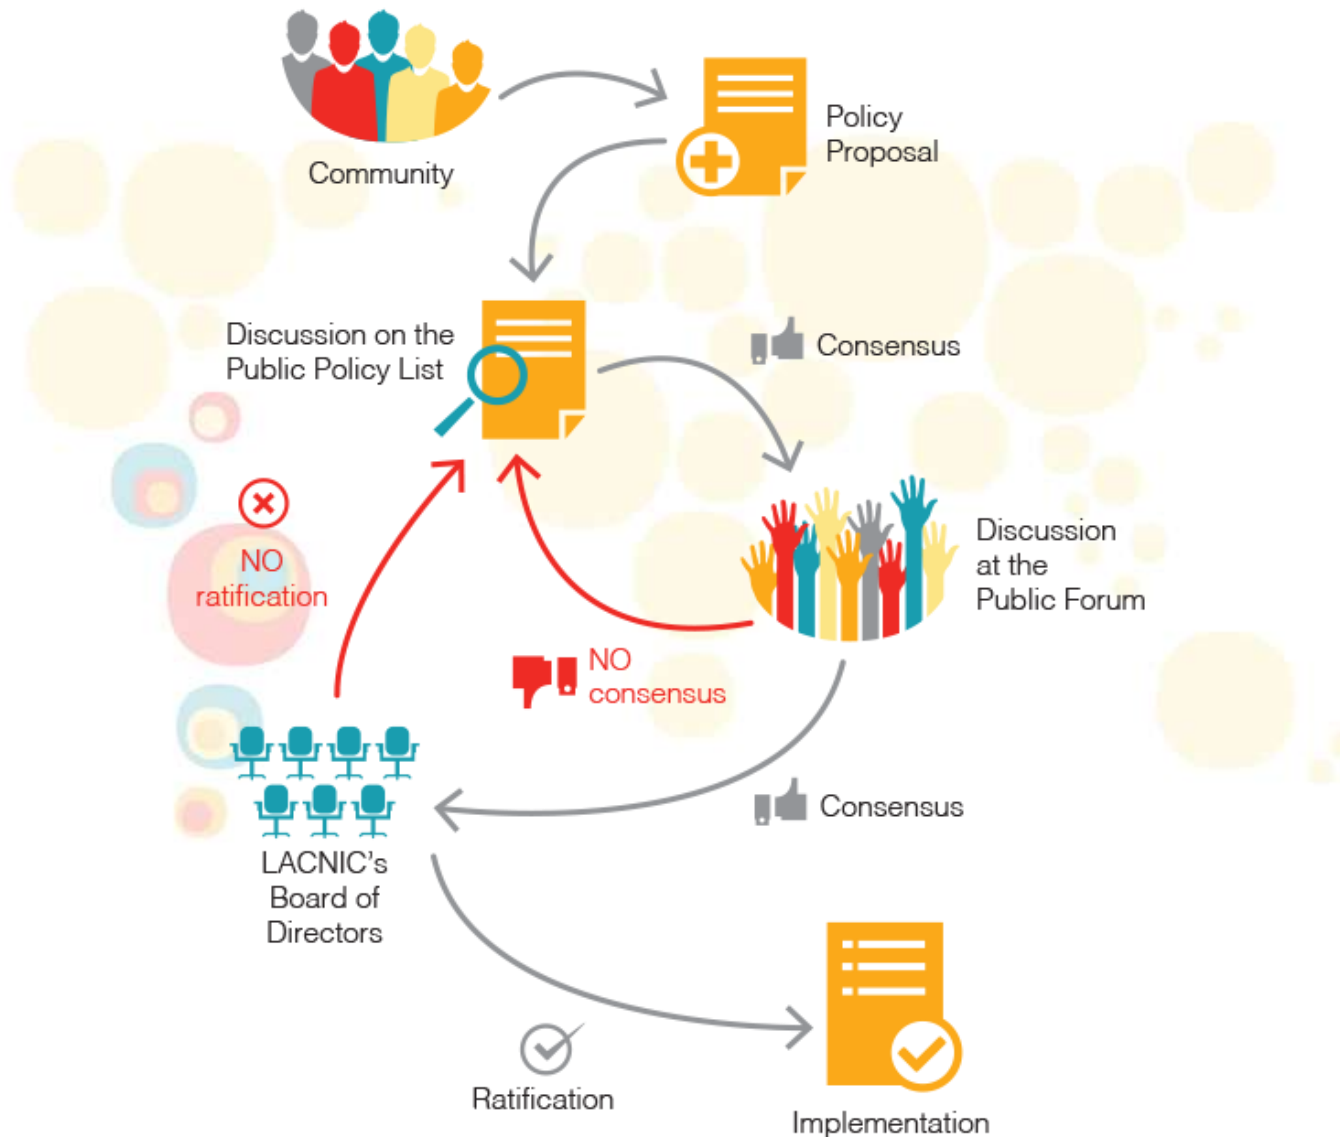 Community
Policy
Proposal
Discussion on the
Public Policy List
Consensus
NO
ratification
Discussion
at the
Public Forum
NO
consensus
Consensus
LACNIC's
Board of
Directors
Ratification
Implementation